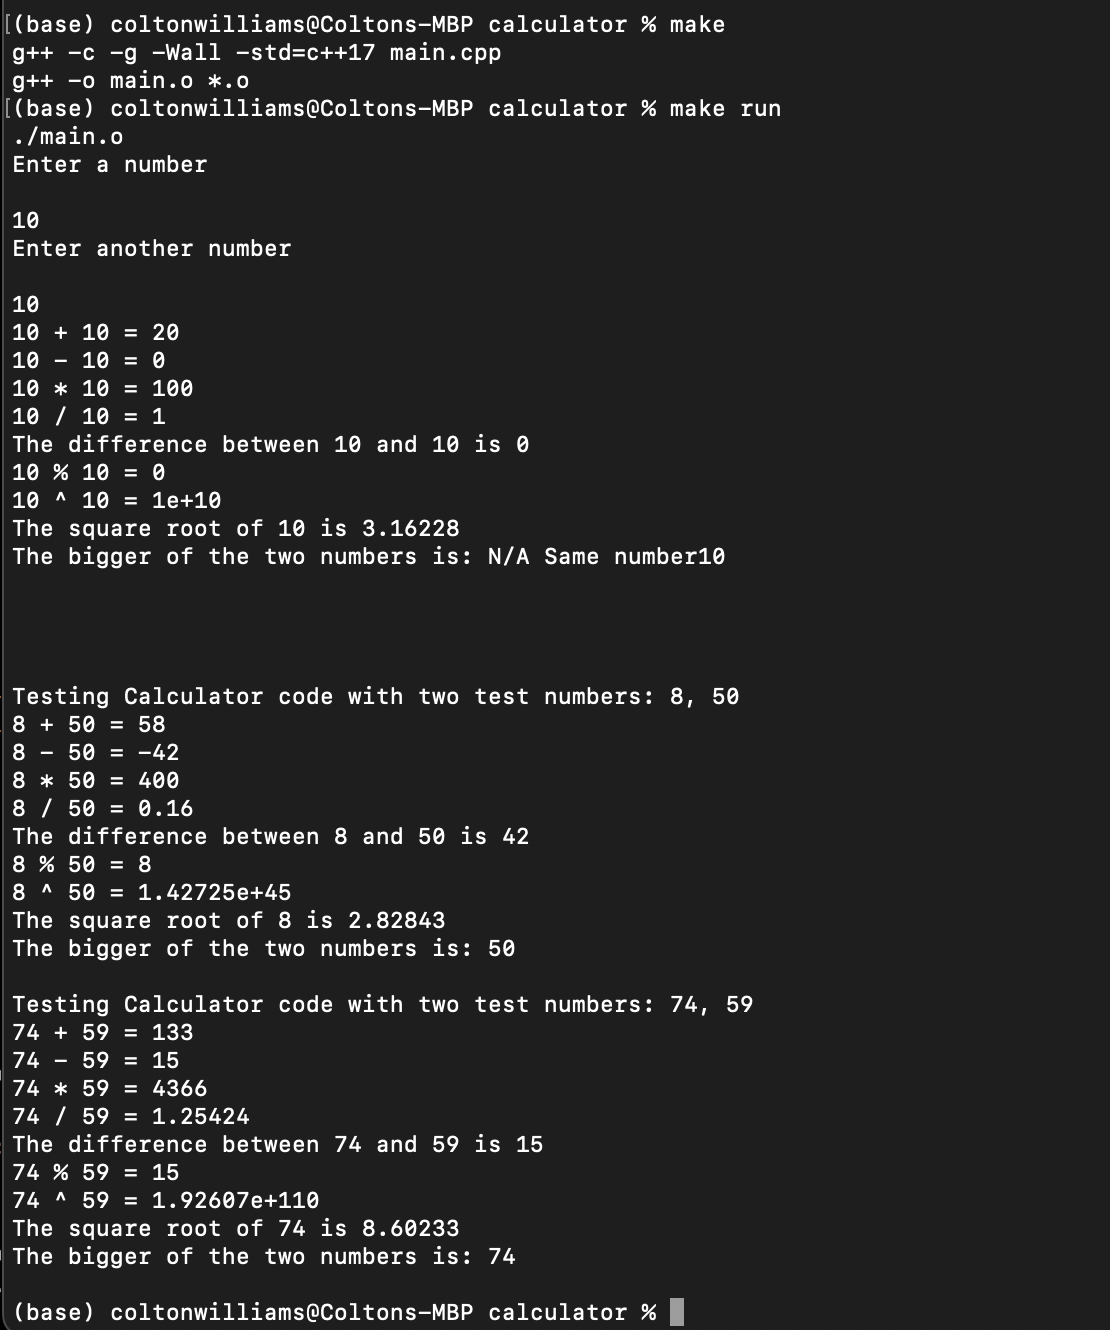 [(base) coltonwilliams@Coltons-MBP calculator % make
g++ -c -g -Wall -std=c++17 main.cpp
g++ -o main.o *.o
[(base) coltonwilliams@Coltons-MBP calculator % make run
./main.o
Enter a number
10
Enter another number
10
10 + 10 = 20
10 - 10 = 0
10 * 10 = 100
10 / 10 = 1
The difference between 10 and 10 is 0
10 % 10 = 0
10 ^ 10 = 1e+10
The square root of 10 is 3.16228
The bigger of the two numbers is: N/A Same number10
Testing Calculator code with two test numbers: 8, 50
8 + 50 = 58
8 - 50 = -42
8 * 50 = 400
8 / 50 = 0.16
The difference between 8 and 50 is 42
8 % 50 = 8
8 ^ 50 = 1.42725e+45
The square root of 8 is 2.82843
The bigger of the two numbers is: 50
Testing Calculator code with two test numbers: 74, 59
74 + 59 = 133
74 - 59 = 15
74 * 59 = 4366
74 / 59 = 1.25424
The difference between 74 and 59 is 15
74 % 59 = 15
74 ^ 59 = 1.92607e+110
The square root of 74 is 8.60233
The bigger of the two numbers is: 74
(base) coltonwilliams@Coltons-MBP calculator %